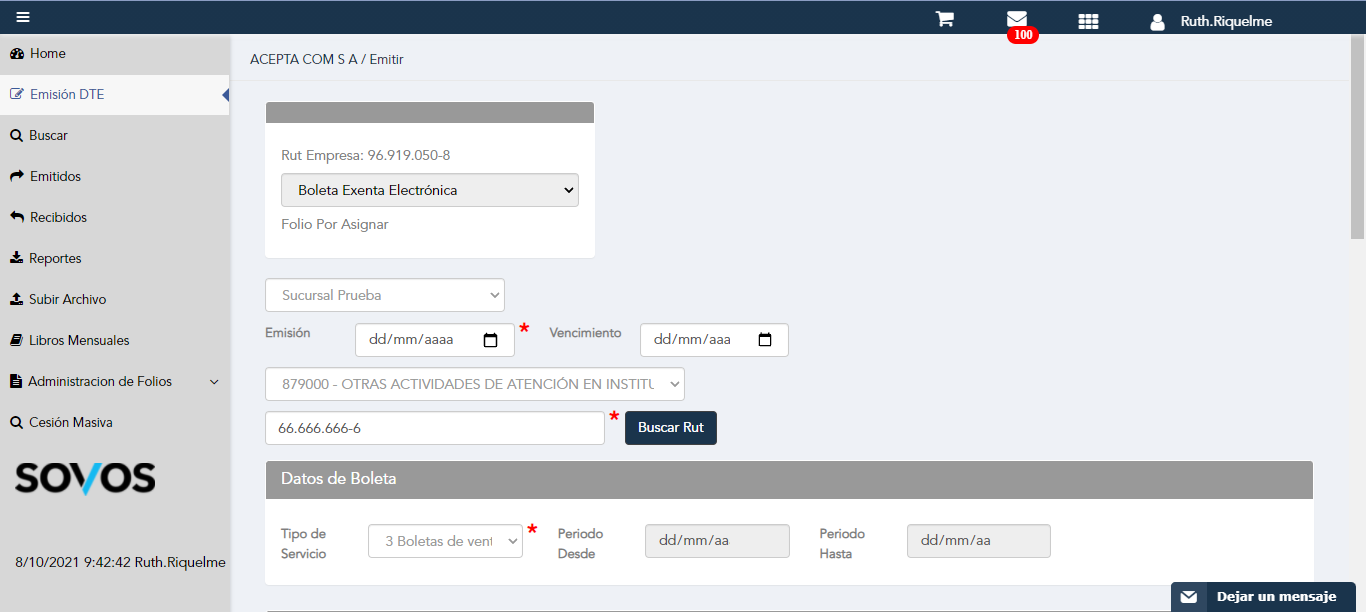 100
Ruth.Riquelme
Home
Emisión DTE
Buscar
Emitidos
Recibidos
Reportes
Subir Archivo
Libros Mensuales
Administracion de Folios
Cesión Masiva
SOVOS
8/10/2021 9:42:42 Ruth.Riquelme
ACEPTA COM S A / Emitir
Rut Empresa: 96.919.050-8
Boleta Exenta Electrónica
Folio Por Asignar
Sucursal Prueba
Emisión dd/mm/aaaa * Vencimiento dd/mm/aaa
879000 - OTRAS ACTIVIDADES DE ATENCIÓN EN INSTITU
66.666.666-6 * Buscar Rut
Datos de Boleta
Tipo de Servicio 3 Boletas de vent * Periodo Desde dd/mm/aa Periodo Hasta dd/mm/aa
Dejar un mensaje